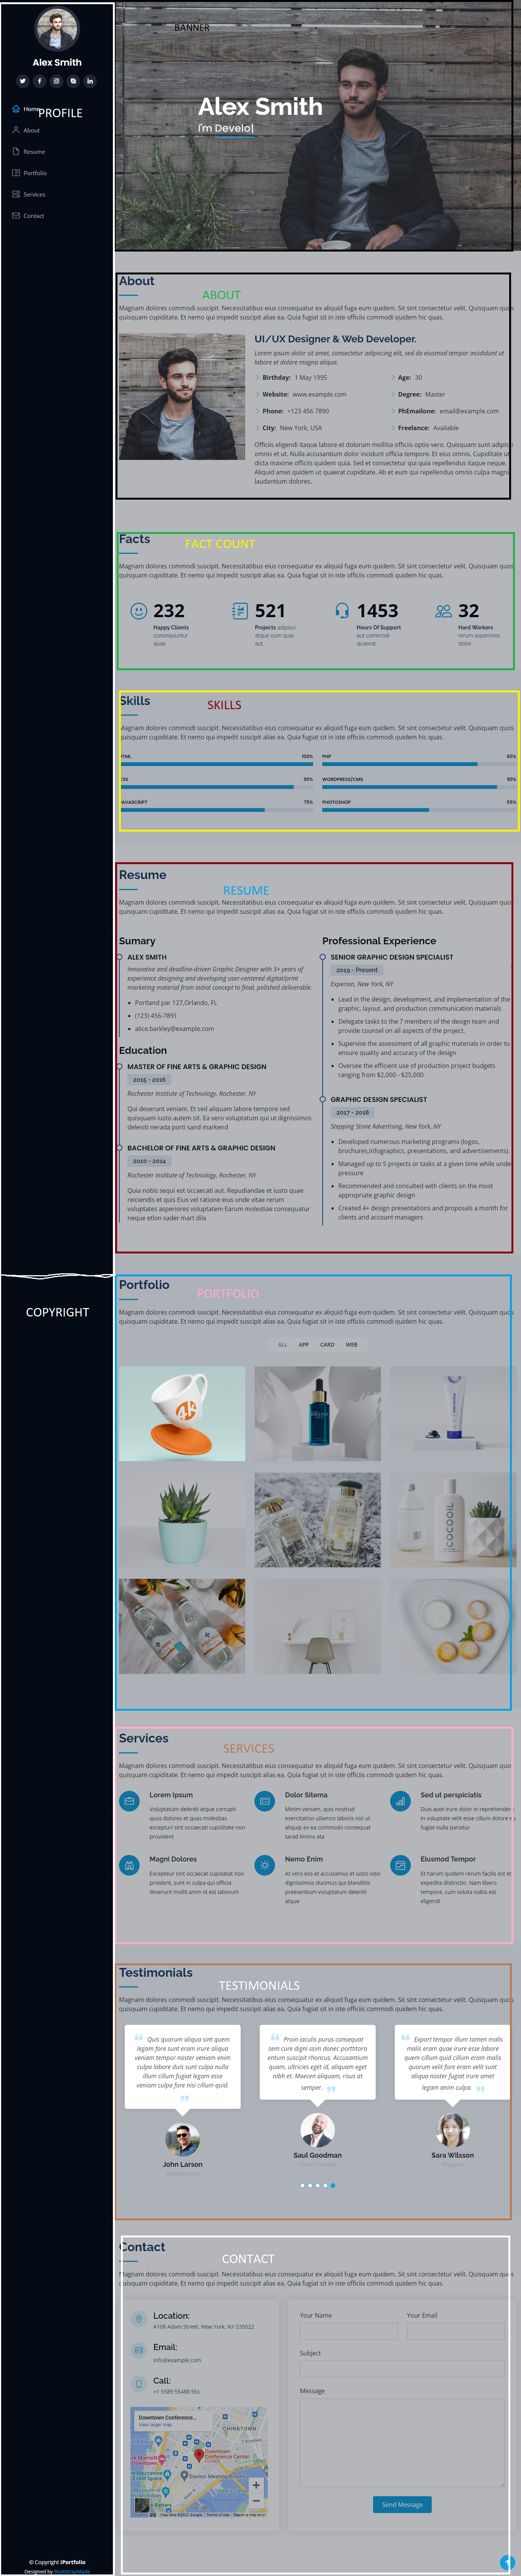 Alex Smith
Home
PROFILE
About
Resume
Portfolio
Services
Contact
COPYRIGHT
© Copyright iPortfolio
Designed by BootstrapMade
BANNER
Alex Smith
I'm Develo|
About
ABOUT
Magnam dolores commodi suscipit. Necessitatibus eius consequatur ex aliquid fuga eum quidem. Sit sint consectetur velit. Quisquam quos
quisquam cupiditate. Et nemo qui impedit suscipit alias ea. Quia fugiat sit in iste officiis commodi quidem hic quas.
UI/UX Designer & Web Developer.
Lorem ipsum dolor sit amet, consectetur adipiscing elit, sed do eiusmod tempor incididunt ut
labore et dolore magna aliqua.
Birthday: 1 May 1995
Age: 30
Website: www.example.com
Degree: Master
Phone: +123 456 7890
PhEmailone: email@example.com
City: New York, USA
Freelance: Available
Officiis eligendi itaque labore et dolorum mollitia officiis optio vero. Quisquam sunt adipisci
omnis et ut. Nulla accusantium dolor incidunt officia tempore. Et eius omnis. Cupiditate ut
dicta maxime officiis quidem quia. Sed et consectetur qui quia repellendus itaque neque.
Aliquid amet quidem ut quaerat cupiditate. Ab et eum qui repellendus omnis culpa magni
laudantium dolores.
Facts
FACT COUNT
Magnam dolores commodi suscipit. Necessitatibus eius consequatur ex aliquid fuga eum quidem. Sit sint consectetur velit. Quisquam quos
quisquam cupiditate. Et nemo qui impedit suscipit alias ea. Quia fugiat sit in iste officiis commodi quidem hic quas.
232
Happy Clients
consequuntur
quae
521
Projects adipisci
atque cum quia
aut
1453
Hours Of Support
aut commodi
quaerat
32
Hard Workers
rerum asperiores
dolor
Skills
SKILLS
Magnam dolores commodi suscipit. Necessitatibus eius consequatur ex aliquid fuga eum quidem. Sit sint consectetur velit. Quisquam quos
quisquam cupiditate. Et nemo qui impedit suscipit alias ea. Quia fugiat sit in iste officiis commodi quidem hic quas.
HTML 100%
PHP 80%
CSS 90%
WORDPRESS/CMS 90%
JAVASCRIPT 75%
PHOTOSHOP 55%
Resume
RESUME
Magnam dolores commodi suscipit. Necessitatibus eius consequatur ex aliquid fuga eum quidem. Sit sint consectetur velit. Quisquam quos
quisquam cupiditate. Et nemo qui impedit suscipit alias ea. Quia fugiat sit in iste officiis commodi quidem hic quas.
Sumary
ALEX SMITH
Innovative and deadline-driven Graphic Designer with 3+ years of
experience designing and developing user-centered digital/print
marketing material from initial concept to final, polished deliverable.
Portland par 127,Orlando, FL
(123) 456-7891
alice.barkley@example.com
Education
MASTER OF FINE ARTS & GRAPHIC DESIGN
2015 - 2016
Rochester Institute of Technology, Rochester, NY
Qui deserunt veniam. Et sed aliquam labore tempore sed
quisquam iusto autem sit. Ea vero voluptatum qui ut dignissimos
deleniti nerada porti sand markend
BACHELOR OF FINE ARTS & GRAPHIC DESIGN
2010 - 2014
Rochester Institute of Technology, Rochester, NY
Quia nobis sequi est occaecati aut. Repudiandae et iusto quae
reiciendis et quis Eius vel ratione eius unde vitae rerum
voluptates asperiores voluptatem Earum molestiae consequatur
neque etlon sader mart dila
Professional Experience
SENIOR GRAPHIC DESIGN SPECIALIST
2019 - Present
Experion, New York, NY
Lead in the design, development, and implementation of the
graphic, layout, and production communication materials
Delegate tasks to the 7 members of the design team and
provide counsel on all aspects of the project.
Supervise the assessment of all graphic materials in order to
ensure quality and accuracy of the design
Oversee the efficient use of production project budgets
ranging from $2,000 - $25,000
GRAPHIC DESIGN SPECIALIST
2017 - 2018
Stepping Stone Advertising, New York, NY
Developed numerous marketing programs (logos,
brochures,infographics, presentations, and advertisements).
Managed up to 5 projects or tasks at a given time while under
pressure
Recommended and consulted with clients on the most
appropriate graphic design
Created 4+ design presentations and proposals a month for
clients and account managers
Portfolio
PORTFOLIO
Magnam dolores commodi suscipit. Necessitatibus eius consequatur ex aliquid fuga eum quidem. Sit sint consectetur velit. Quisquam quos
quisquam cupiditate. Et nemo qui impedit suscipit alias ea. Quia fugiat sit in iste officiis commodi quidem hic quas.
ALL APP CARD WEB
COCOOIL
Services
SERVICES
Magnam dolores commodi suscipit. Necessitatibus eius consequatur ex aliquid fuga eum quidem. Sit sint consectetur velit. Quisquam quos
quisquam cupiditate. Et nemo qui impedit suscipit alias ea. Quia fugiat sit in iste officiis commodi quidem hic quas.
Lorem Ipsum
Voluptatum deleniti atque corrupti
quos dolores et quas molestias
excepturi sint occaecati cupiditate non
provident
Dolor Sitema
Minim veniam, quis nostrud
exercitation ullamco laboris nisi ut
aliquip ex ea commodo consequat
tarad limino ata
Sed ut perspiciatis
Duis aute irure dolor in reprehenderit
in voluptate velit esse cillum dolore eu
fugiat nulla pariatur
Magni Dolores
Excepteur sint occaecat cupidatat non
proident, sunt in culpa qui officia
deserunt mollit anim id est laborum
Nemo Enim
At vero eos et accusamus et iusto odio
dignissimos ducimus qui blanditiis
praesentium voluptatum deleniti
atque
Eiusmod Tempor
Et harum quidem rerum facilis est et
expedita distinctio. Nam libero
tempore, cum soluta nobis est
eligendi
Testimonials
TESTIMONIALS
Magnam dolores commodi suscipit. Necessitatibus eius consequatur ex aliquid fuga eum quidem. Sit sint consectetur velit. Quisquam quos
quisquam cupiditate. Et nemo qui impedit suscipit alias ea. Quia fugiat sit in iste officiis commodi quidem hic quas.
Quis quorum aliqua sint quem
legam fore sunt eram irure aliqua
veniam tempor noster veniam enim
culpa labore duis sunt culpa nulla
illum cillum fugiat legam esse
veniam culpa fore nisi cillum quid.
John Larson
Proin iaculis purus consequat
sem cure digni ssim donec porttitora
entum suscipit rhoncus. Accusantium
quam, ultricies eget id, aliquam eget
nibh et. Maecen aliquam, risus at
semper.
Saul Goodman
Export tempor illum tamen malis
malis eram quae irure esse labore
quem cillum quid cillum eram malis
quorum velit fore eram velit sunt
aliqua noster fugiat irure amet
legam anim culpa.
Sara Wilsson
Contact
CONTACT
Magnam dolores commodi suscipit. Necessitatibus eius consequatur ex aliquid fuga eum quidem. Sit sint consectetur velit. Quisquam quos
quisquam cupiditate. Et nemo qui impedit suscipit alias ea. Quia fugiat sit in iste officiis commodi quidem hic quas.
Location:
A108 Adam Street, New York, NY 535022
Email:
info@example.com
Call:
+1 5589 55488 55s
Downtown Conference...
View larger map
CHINATOWN
Downtown
Conference Center
Your Name
Your Email
Subject
Message
Send Message